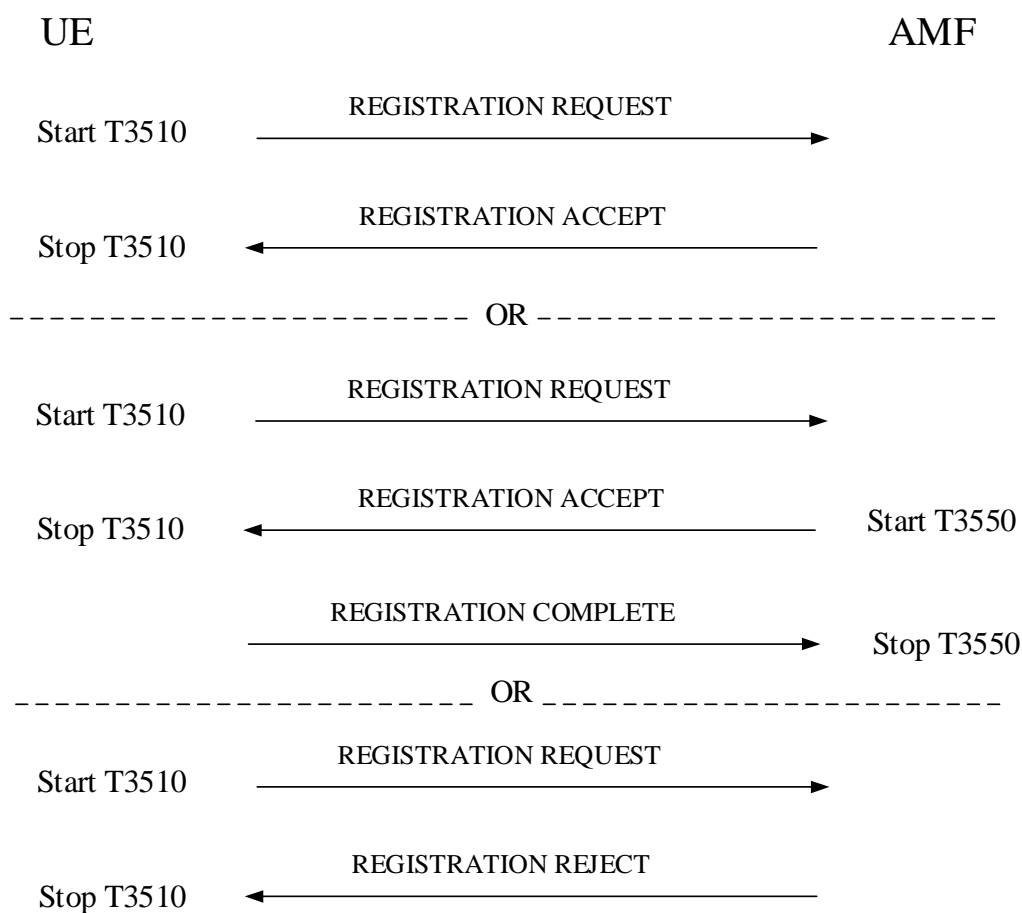 UE AMF
REGISTRATION REQUEST
Start T3510
REGISTRATION ACCEPT
Stop T3510
OR
REGISTRATION REQUEST
Start T3510
REGISTRATION ACCEPT
Stop T3510 Start T3550
REGISTRATION COMPLETE
Stop T3550
OR
REGISTRATION REQUEST
Start T3510
REGISTRATION REJECT
Stop T3510